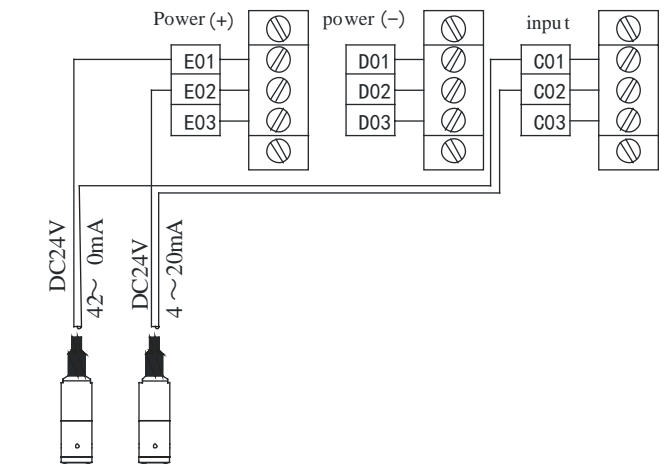 Power (+)
power (−)
input
E01
D01
C01
E02
D02
C02
E03
D03
C03
DC24V
42～ 0mA
DC24V
4 ～20mA